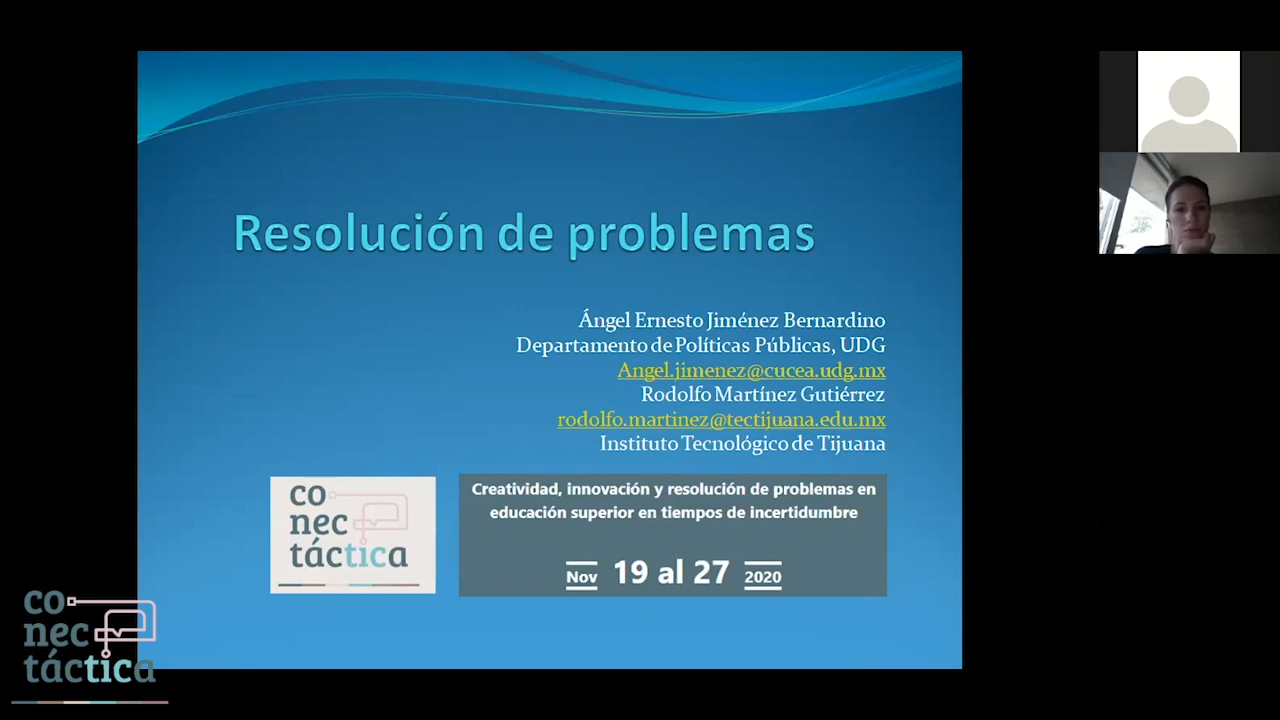 Resolución de problemas
Ángel Ernesto Jiménez Bernardino
Departamento de Políticas Públicas, UDG
Angel.jimenez@cucea.udg.mx
Rodolfo Martínez Gutiérrez
rodolfo.martinez@tectijuana.edu.mx
Instituto Tecnológico de Tijuana
co
nec
táctica
Creatividad, innovación y resolución de problemas en
educación superior en tiempos de incertidumbre
Nov 19 al 27 2020
co
nec
táctica